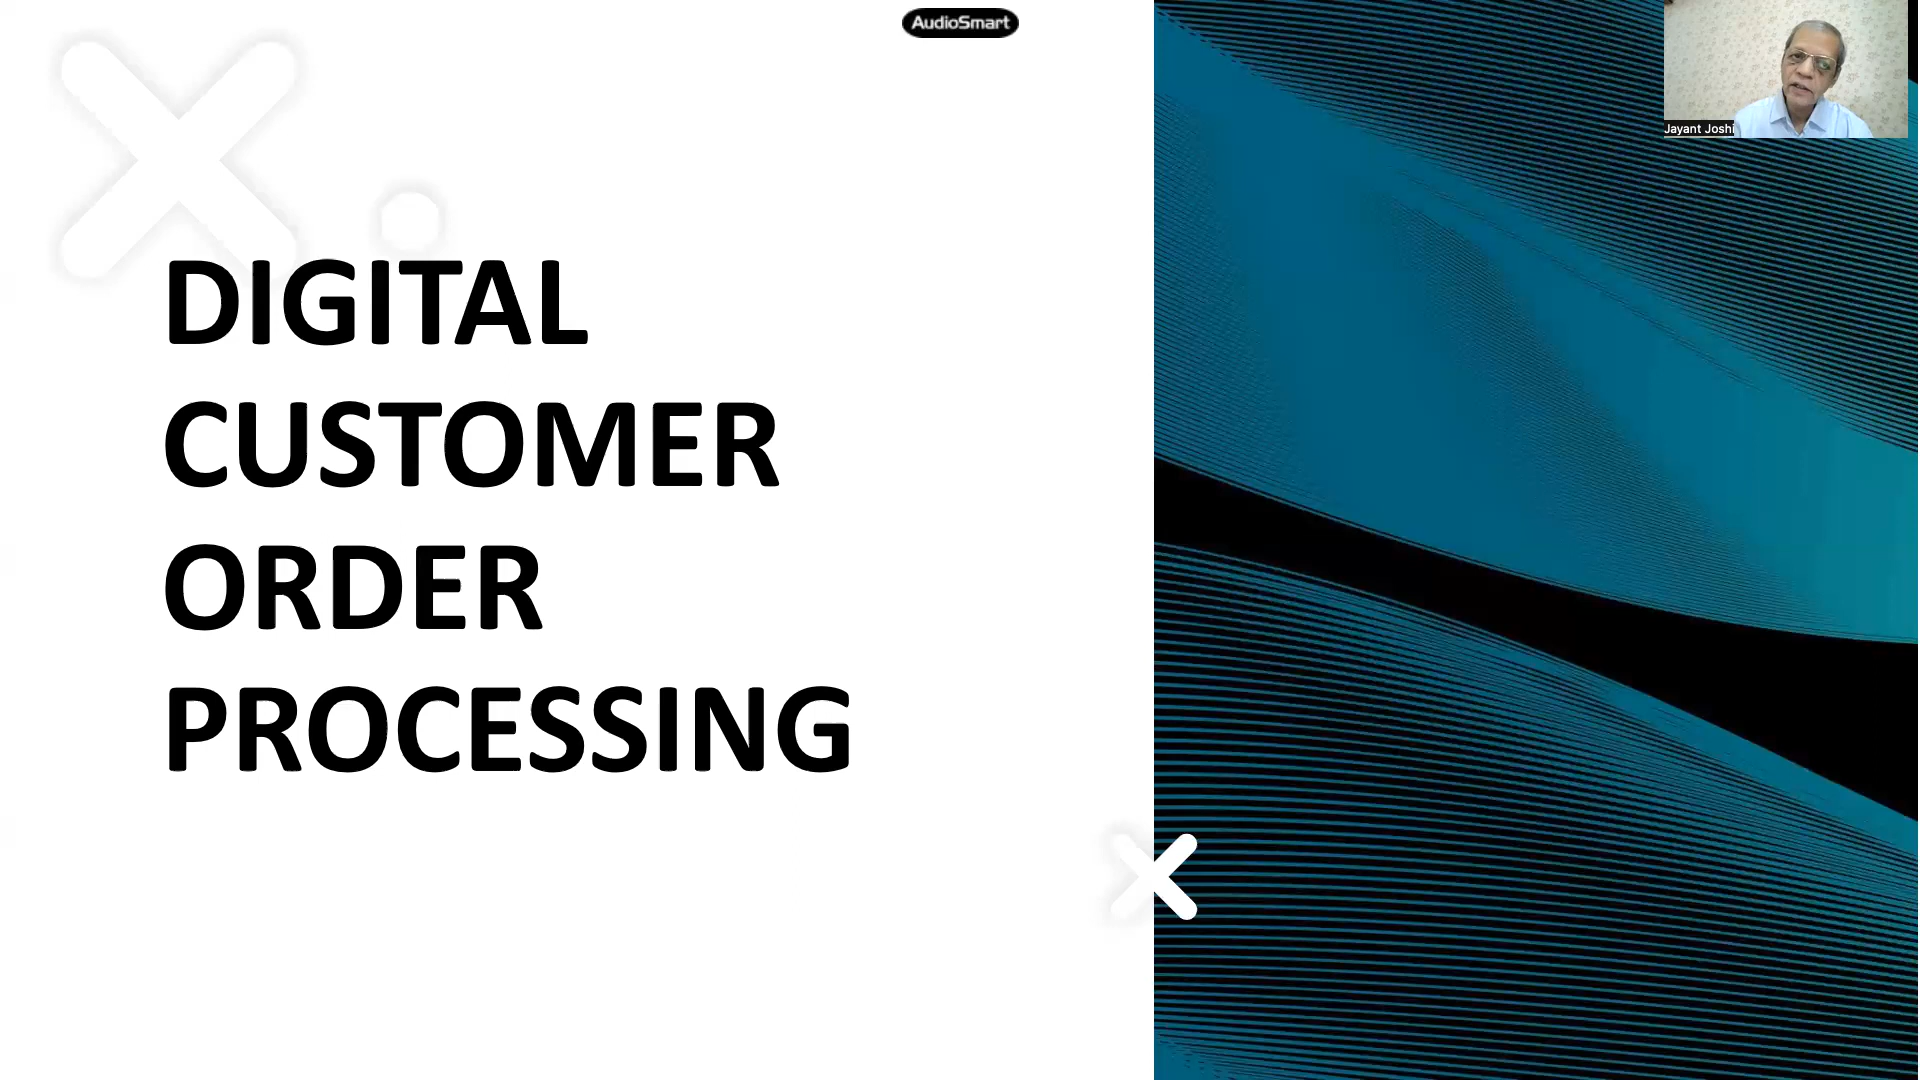 AudioSmart
Jayant Joshi
DIGITAL
CUSTOMER
ORDER
PROCESSING